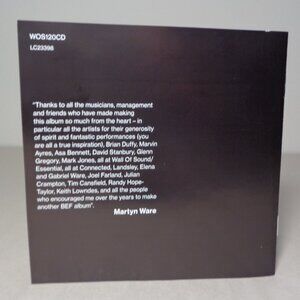 WOS120CD
LC23398
"Thanks to all the musicians, management
and friends who have made making
this album so much from the heart – in
particular all the artists for their generosity
of spirit and fantastic performances (you
are all a true inspiration), Brian Duffy, Marvin
Ayres, Asa Bennett, David Stanbury, Glenn
Gregory, Mark Jones, all at Wall Of Sound/
Essential, all at Connected, Landsley, Elena
and Gabriel Ware, Joel Farland, Julian
Crampton, Tim Cansfield, Randy Hope-
Taylor, Keith Lowndes, and all the people
who encouraged me over the years to make
another BEF album".
Martyn Ware